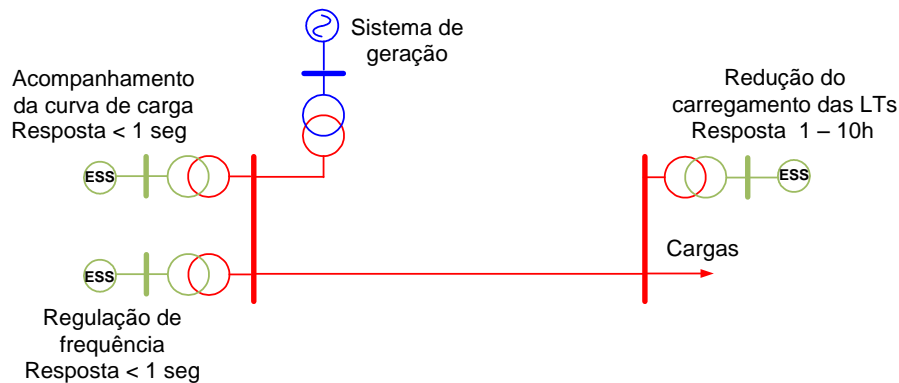 Sistema de
geração
Acompanhamento
da curva de carga
Resposta < 1 seg
Redução do
carregamento das LTs
Resposta 1 – 10h
ESS
ESS
Cargas
ESS
Regulação de
frequência
Resposta < 1 seg